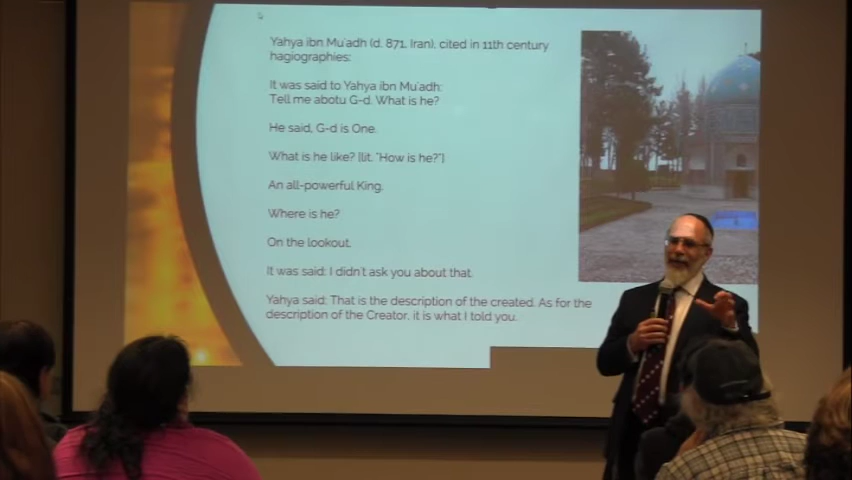 Yahya ibn Mu'adh (d. 871, Iran), cited in 11th century
hagiographies:
It was said to Yahya ibn Mu'adh:
Tell me abotu G-d. What is he?
He said, G-d is One.
What is he like? [lit. "How is he?"]
An all-powerful King.
Where is he?
On the lookout.
It was said: I didn't ask you about that.
Yahya said: That is the description of the created. As for the
description of the Creator, it is what I told you.